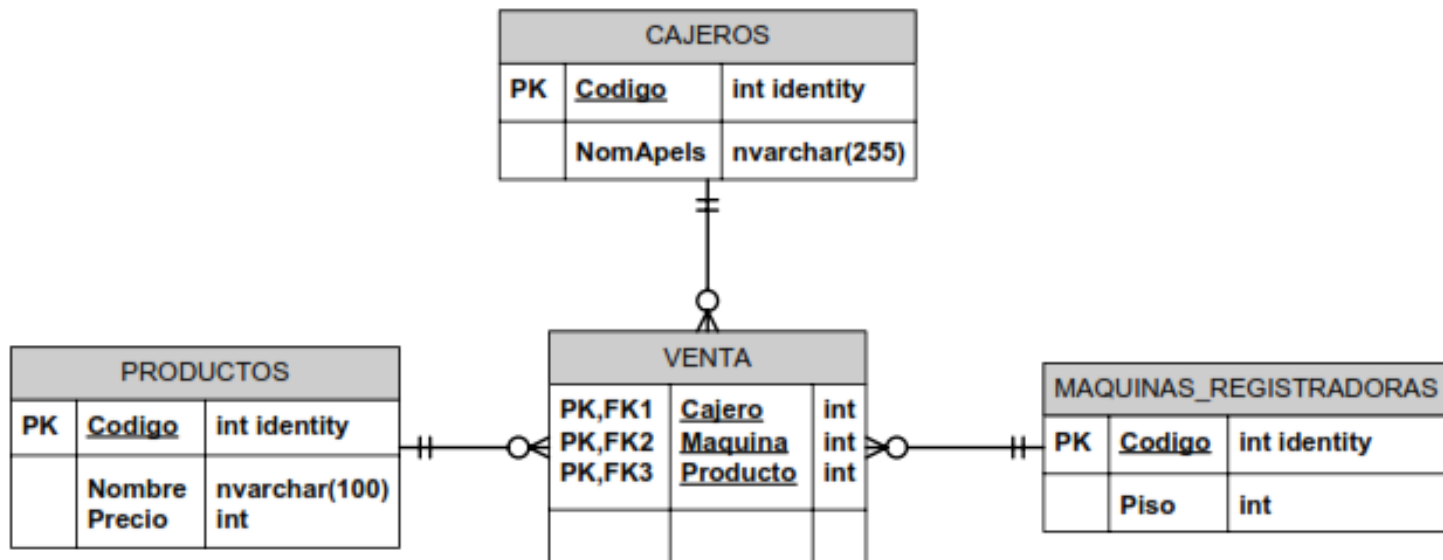 CAJEROS
PK Codigo int identity
NomApels nvarchar(255)
PRODUCTOS
PK Codigo int identity
Nombre nvarchar(100)
Precio int
VENTA
PK,FK1 Cajero int
PK,FK2 Maquina int
PK,FK3 Producto int
MAQUINAS_REGISTRADORAS
PK Codigo int identity
Piso int